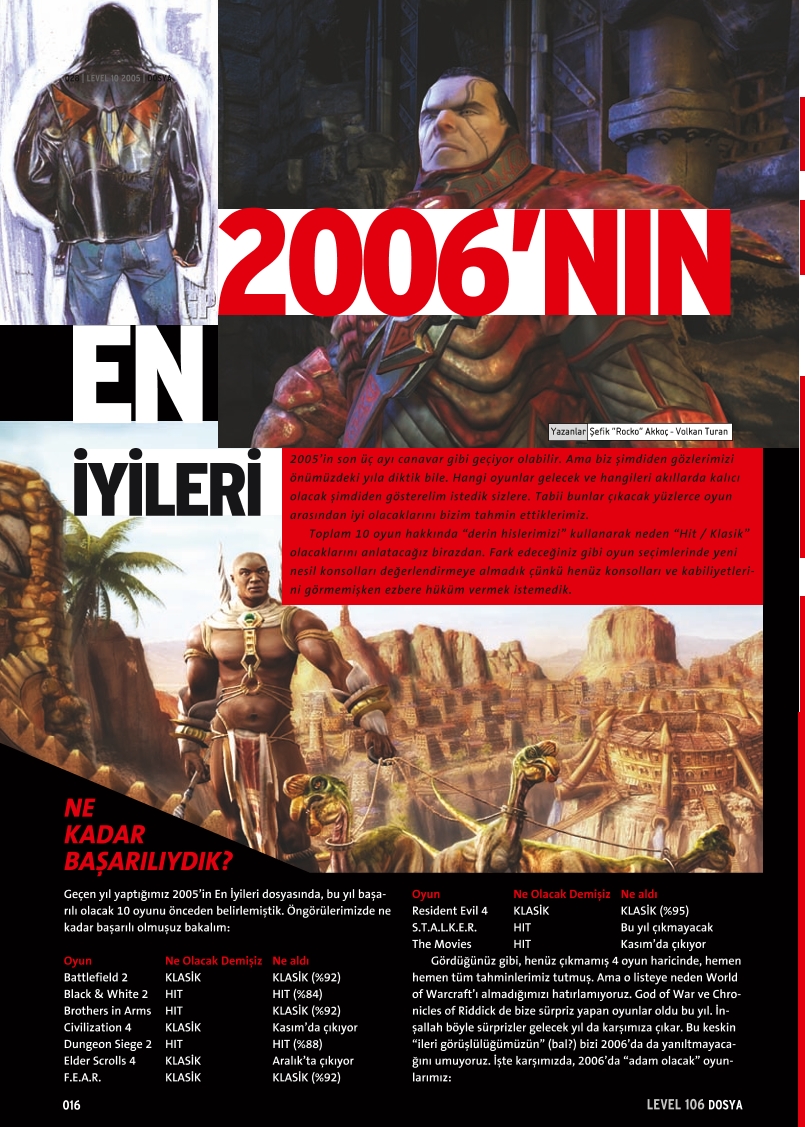 | LEVEL 10 2005 |
2006’NIN
EN
İYİLERİ
Yazanlar Şefik “Rocko” Akkoç - Volkan Turan
2005’in son üç ayı canavar gibi geçiyor olabilir. Ama biz şimdiden gözlerimizi
önümüzdeki yıla diktik bile. Hangi oyunlar gelecek ve hangileri akıllarda kalıcı
olacak şimdiden gösterelim istedik sizlere. Tabii bunlar çıkacak yüzlerce oyun
arasından iyi olacaklarını bizim tahmin ettiklerimiz.
Toplam 10 oyun hakkında “derin hislerimizi” kullanarak neden “Hit / Klasik”
olacaklarını anlatacağız birazdan. Fark edeceğiniz gibi oyun seçimlerinde yeni
nesil konsolları değerlendirmeye almadık çünkü henüz konsolları ve kabiliyetleri-
ni görmemişken ezbere hüküm vermek istemedik.
NE
KADAR
BAŞARILIYDIK?
Geçen yıl yaptığımız 2005’in En İyileri dosyasında, bu yıl başa-
rılı olacak 10 oyunu önceden belirlemiştik. Öngörülerimizde ne
kadar başarılı olmuşuz bakalım:
Oyun Ne Olacak Demişiz Ne aldı
Battlefield 2 KLASİK KLASİK (%92)
Black & White 2 HIT HIT (%84)
Brothers in Arms HIT KLASİK (%92)
Civilization 4 KLASİK Kasım’da çıkıyor
Dungeon Siege 2 HIT HIT (%88)
Elder Scrolls 4 KLASİK Aralık’ta çıkıyor
F.E.A.R. KLASİK KLASİK (%92)
Oyun Ne Olacak Demişiz Ne aldı
Resident Evil 4 KLASİK KLASİK (%95)
S.T.A.L.K.E.R. HIT Bu yıl çıkmayacak
The Movies HIT Kasım’da çıkıyor
Gördüğünüz gibi, henüz çıkmamış 4 oyun haricinde, hemen
hemen tüm tahminlerimiz tutmuş. Ama o listeye neden World
of Warcraft’ı almadığımızı hatırlamıyoruz. God of War ve Chro-
nicles of Riddick de bize sürpriz yapan oyunlar oldu bu yıl. İn-
şallah böyle sürprizler gelecek yıl da karşımıza çıkar. Bu keskin
“ileri görüşlülüğümüzün” (bal?) bizi 2006’da da yanıltmayaca-
ğını umuyoruz. İşte karşımızda, 2006’da “adam olacak” oyun-
larımız:
016
LEVEL 106 DOSYA